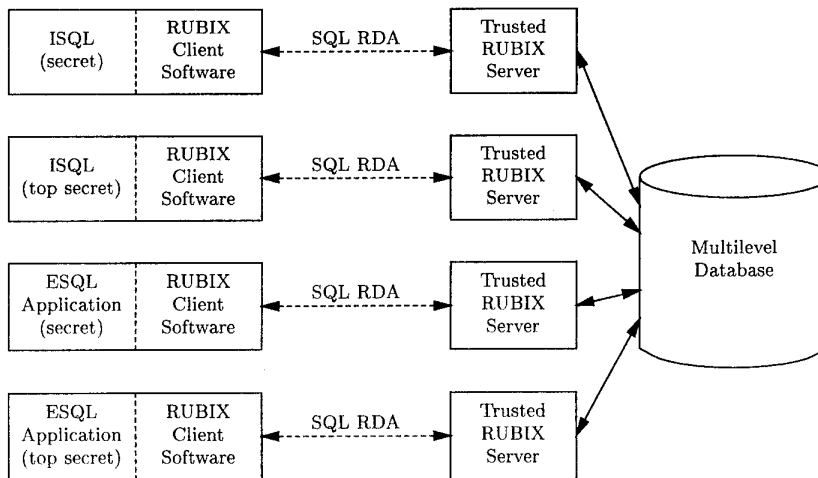 ISQL
(secret)
RUBIX
Client
Software
SQL RDA
Trusted
RUBIX
Server
ISQL
(top secret)
RUBIX
Client
Software
SQL RDA
Trusted
RUBIX
Server
Multilevel
Database
ESQL
Application
(secret)
RUBIX
Client
Software
SQL RDA
Trusted
RUBIX
Server
ESQL
Application
(top secret)
RUBIX
Client
Software
SQL RDA
Trusted
RUBIX
Server